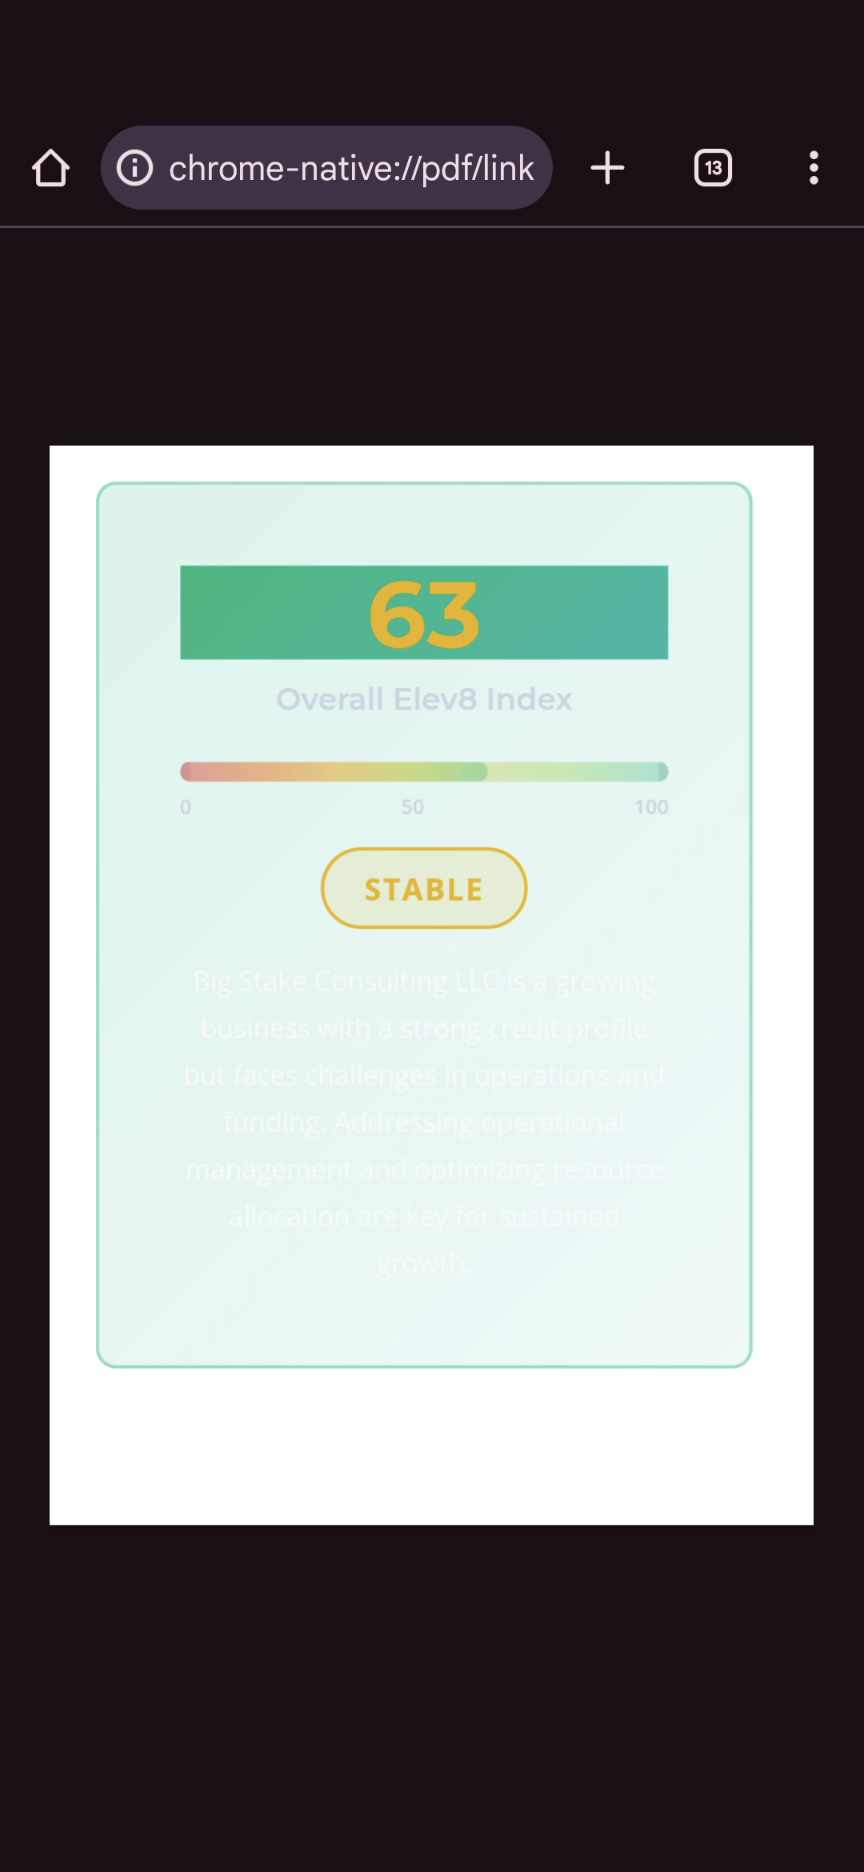 chrome-native://pdf/link
13
63
Overall Elev8 Index
0 50 100
STABLE
Big Stake Consulting LLC is a growing
business with a strong credit profile
but faces challenges in operations and
funding. Addressing operational
management and optimizing resource
allocation are key for sustained
growth.